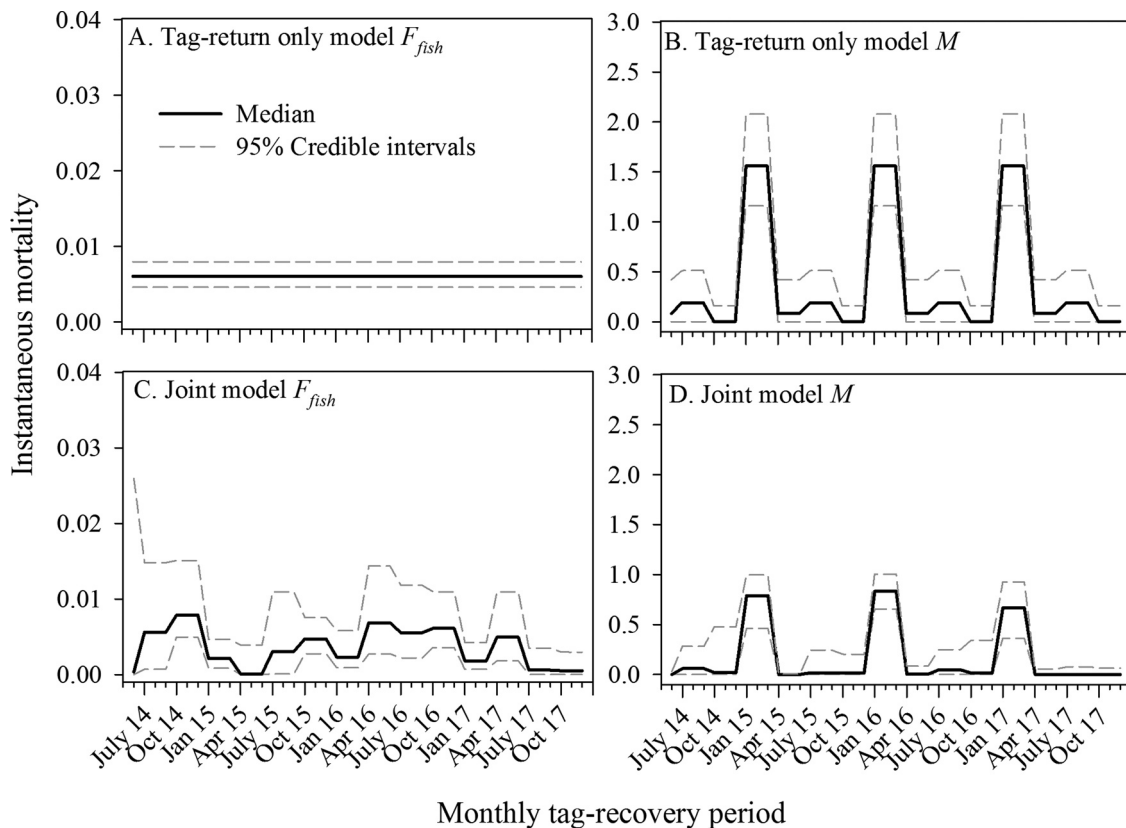 A. Tag-return only model F_fish
B. Tag-return only model M
Median
95% Credible intervals
0.04
0.03
0.02
0.01
0.00
3.0
2.5
2.0
1.5
1.0
0.5
0.0
Instantaneous mortality
C. Joint model F_fish
D. Joint model M
0.04
0.03
0.02
0.01
0.00
3.0
2.5
2.0
1.5
1.0
0.5
0.0
July 14
Oct 14
Jan 15
Apr 15
July 15
Oct 15
Jan 16
Apr 16
July 16
Oct 16
Jan 17
Apr 17
July 17
Oct 17
July 14
Oct 14
Jan 15
Apr 15
July 15
Oct 15
Jan 16
Apr 16
July 16
Oct 16
Jan 17
Apr 17
July 17
Oct 17
Monthly tag-recovery period